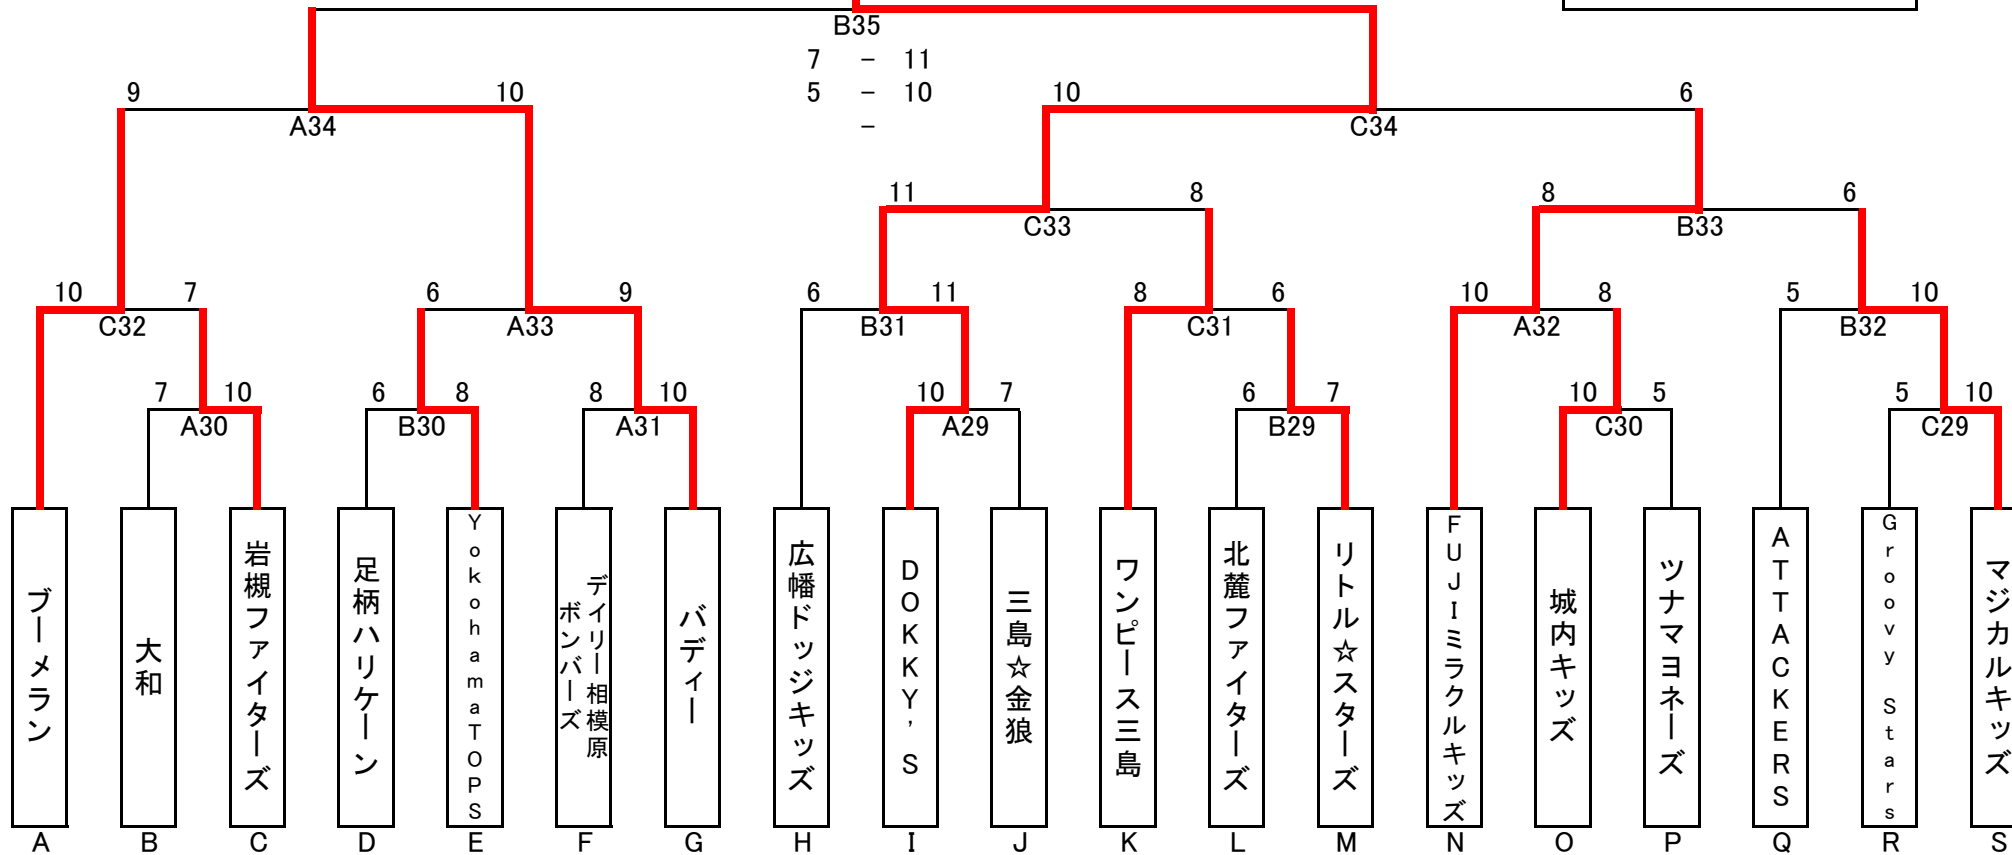 B35
7 - 11
5 - 10
-
9 10 10 6
A34 C34
11 8 8 6
C33 B33
10 7 6 9 6 11 8 6 10 8 5 10
C32 A33 B31 C31 A32 B32
7 10 6 8 8 10 10 7 6 7 10 5 5 10
A30 B30 A31 A29 B29 C30 C29
ブーメラン
大和
岩槻ファイターズ
足柄ハリケーン
YokohamaTOPS
デイリー相模原
ボンバーズ
バディー
広幡ドッジキッズ
DOKKY'S
三島☆金狼
ワンピース三島
北麓ファイターズ
リトル☆スターズ
FUJIミラクルキッズ
城内キッズ
ツナマヨネーズ
ATTACKERS
Groovy Stars
マジカルキッズ
A B C D E F G H I J K L M N O P Q R S